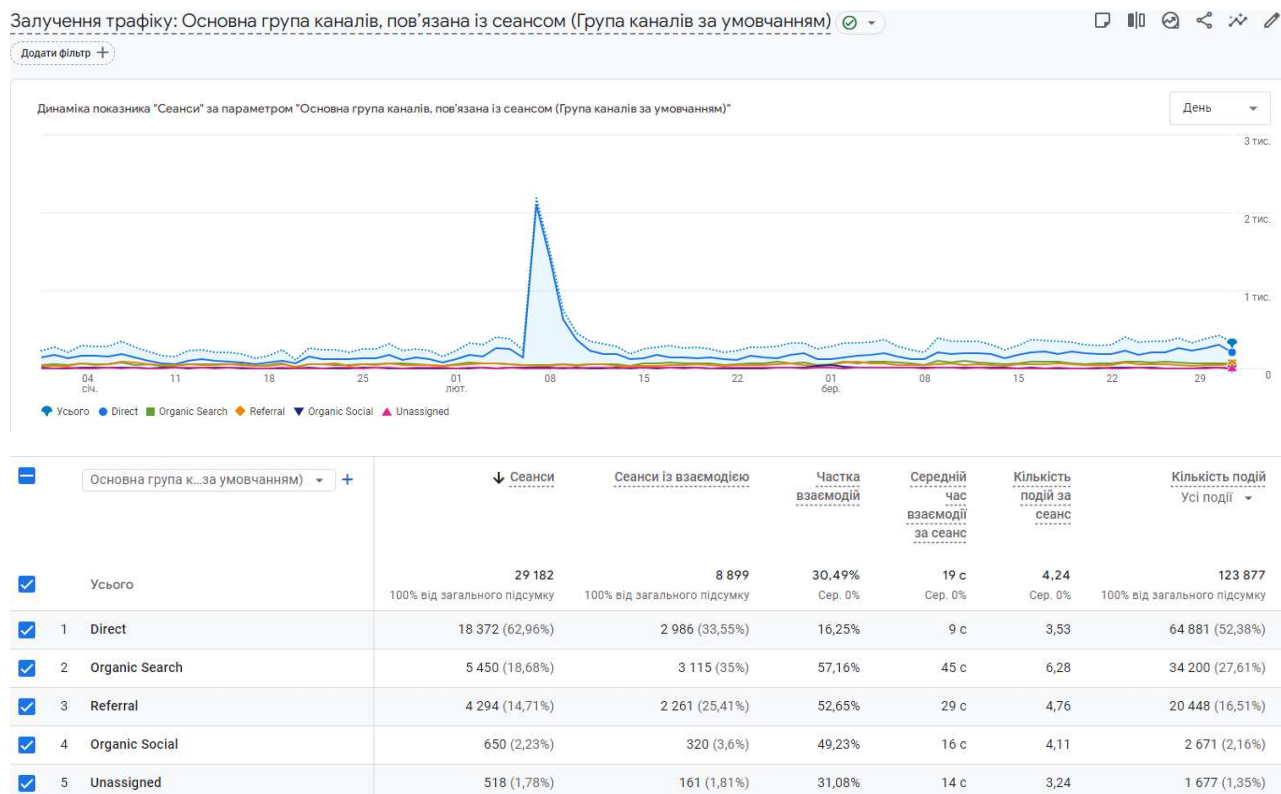 Залучення трафіку: Основна група каналів, пов’язана із сеансом (Група каналів за умовчанням)
Додати фільтр +
Динаміка показника "Сеанси" за параметром "Основна група каналів, пов’язана із сеансом (Група каналів за умовчанням)"
День
3 тис.
2 тис.
1 тис.
0
04 січ. 11 18 25 01 лют. 08 15 22 01 бер. 08 15 22 29
Усього Direct Organic Search Referral Organic Social Unassigned
Основна група к...за умовчанням) +
Сеанси
Сеанси із взаємодією
Частка взаємодій
Середній час взаємодії за сеанс
Кількість подій за сеанс
Кількість подій
Усі події
Усього 29 182 8 899 30,49% 19 с 4,24 123 877
100% від загального підсумку 100% від загального підсумку Сер. 0% Сер. 0% Сер. 0% 100% від загального підсумку
1 Direct 18 372 (62,96%) 2 986 (33,55%) 16,25% 9 с 3,53 64 881 (52,38%)
2 Organic Search 5 450 (18,68%) 3 115 (35%) 57,16% 45 с 6,28 34 200 (27,61%)
3 Referral 4 294 (14,71%) 2 261 (25,41%) 52,65% 29 с 4,76 20 448 (16,51%)
4 Organic Social 650 (2,23%) 320 (3,6%) 49,23% 16 с 4,11 2 671 (2,16%)
5 Unassigned 518 (1,78%) 161 (1,81%) 31,08% 14 с 3,24 1 677 (1,35%)